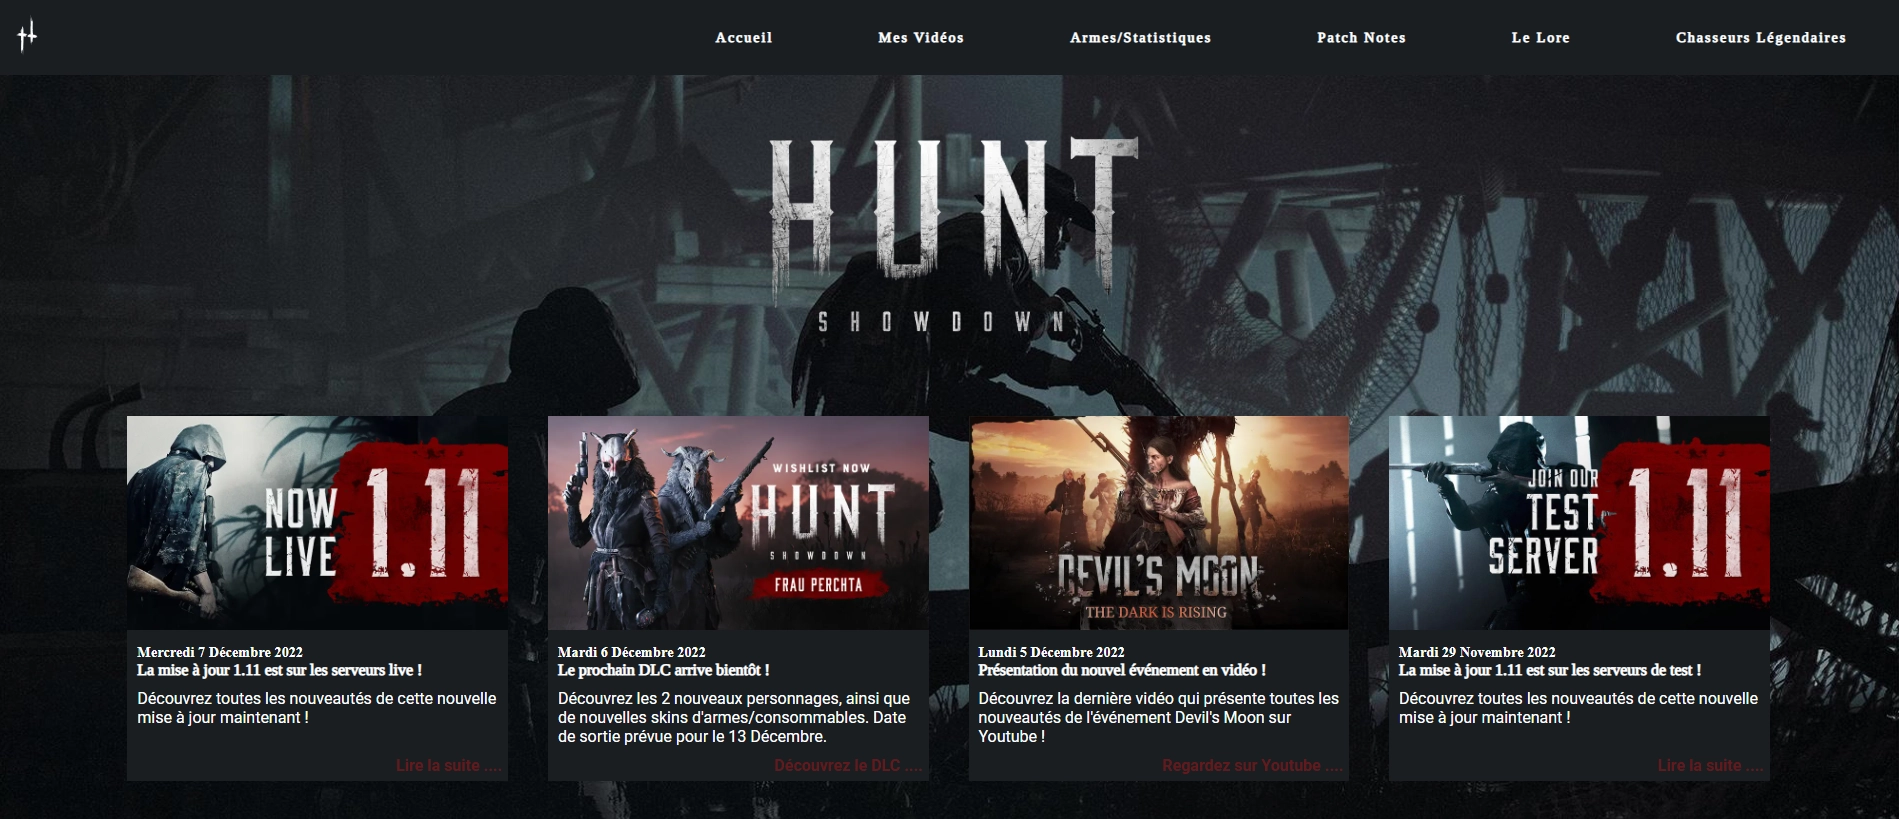 Accueil
Mes Vidéos
Armes/Statistiques
Patch Notes
Le Lore
Chasseurs Légendaires
HUNT
SHOWDOWN
NOW
LIVE
1.11
Mercredi 7 Décembre 2022
La mise à jour 1.11 est sur les serveurs live !
Découvrez toutes les nouveautés de cette nouvelle
mise à jour maintenant !
Lire la suite ....
WISHLIST NOW
HUNT
SHOWDOWN
FRAU PERCHTA
Mardi 6 Décembre 2022
Le prochain DLC arrive bientôt !
Découvrez les 2 nouveaux personnages, ainsi que
de nouvelles skins d'armes/consommables. Date
de sortie prévue pour le 13 Décembre.
Découvrez le DLC ....
DEVIL'S MOON
THE DARK IS RISING
Lundi 5 Décembre 2022
Présentation du nouvel événement en vidéo !
Découvrez la dernière vidéo qui présente toutes les
nouveautés de l'événement Devil's Moon sur
Youtube !
Regardez sur Youtube ....
JOIN OUR
TEST
SERVER
1.11
Mardi 29 Novembre 2022
La mise à jour 1.11 est sur les serveurs de test !
Découvrez toutes les nouveautés de cette nouvelle
mise à jour maintenant !
Lire la suite ....